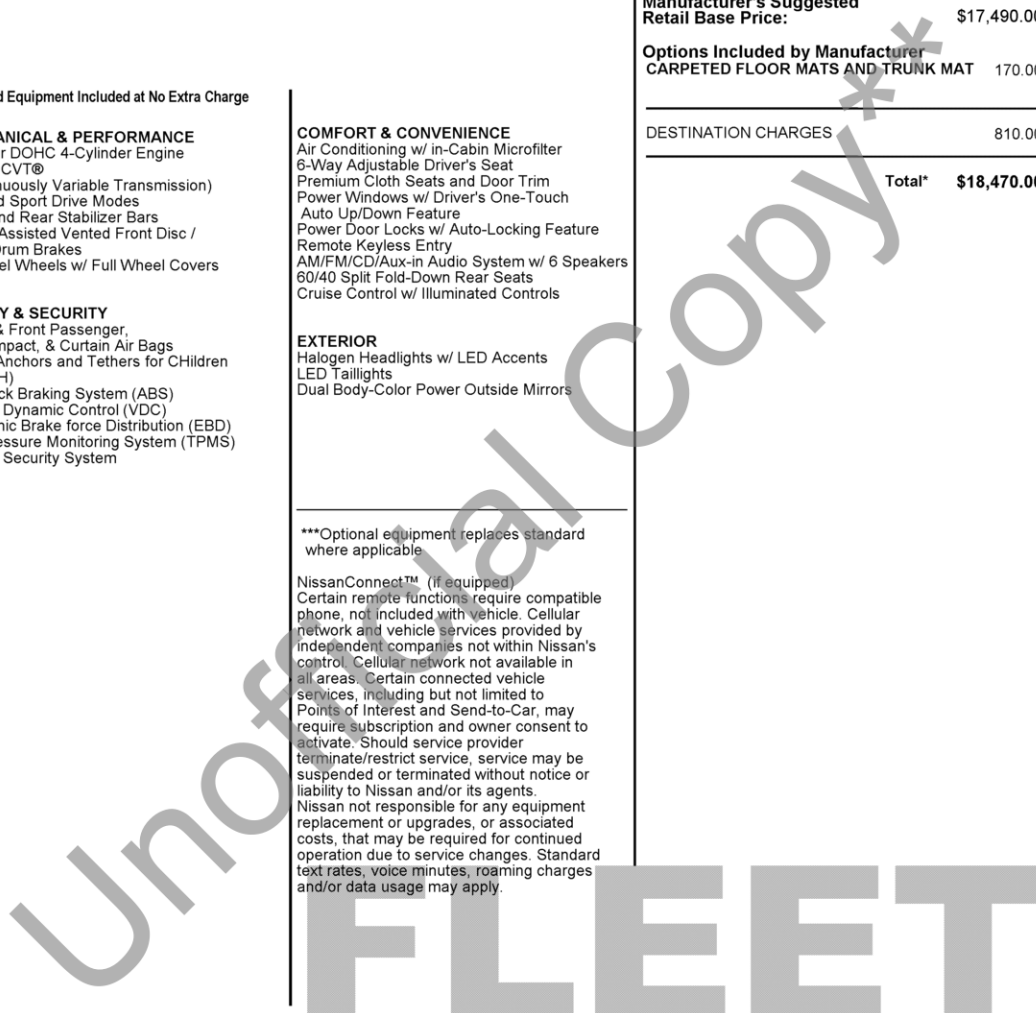 d Equipment Included at No Extra Charge
ANICAL & PERFORMANCE
r DOHC 4-Cylinder Engine
CVT®
nuously Variable Transmission)
d Sport Drive Modes
nd Rear Stabilizer Bars
Assisted Vented Front Disc /
Drum Brakes
el Wheels w/ Full Wheel Covers
Y & SECURITY
& Front Passenger,
mpact, & Curtain Air Bags
Anchors and Tethers for CHildren
H)
ck Braking System (ABS)
Dynamic Control (VDC)
nic Brake force Distribution (EBD)
essure Monitoring System (TPMS)
Security System
COMFORT & CONVENIENCE
Air Conditioning w/ in-Cabin Microfilter
6-Way Adjustable Driver's Seat
Premium Cloth Seats and Door Trim
Power Windows w/ Driver's One-Touch
Auto Up/Down Feature
Power Door Locks w/ Auto-Locking Feature
Remote Keyless Entry
AM/FM/CD/Aux-in Audio System w/ 6 Speakers
60/40 Split Fold-Down Rear Seats
Cruise Control w/ Illuminated Controls
EXTERIOR
Halogen Headlights w/ LED Accents
LED Taillights
Dual Body-Color Power Outside Mirrors
***Optional equipment replaces standard
where applicable
NissanConnect™ (if equipped)
Certain remote functions require compatible
phone, not included with vehicle. Cellular
network and vehicle services provided by
independent companies not within Nissan's
control. Cellular network not available in
all areas. Certain connected vehicle
services, including but not limited to
Points of Interest and Send-to-Car, may
require subscription and owner consent to
activate. Should service provider
terminate/restrict service, service may be
suspended or terminated without notice or
liability to Nissan and/or its agents.
Nissan not responsible for any equipment
replacement or upgrades, or associated
costs, that may be required for continued
operation due to service changes. Standard
text rates, voice minutes, roaming charges
and/or data usage may apply.
Manufacturer's Suggested
Retail Base Price: $17,490.00
Options Included by Manufacturer
CARPETED FLOOR MATS AND TRUNK MAT 170.00
DESTINATION CHARGES 810.00
Total* $18,470.00
Unofficial Copy**
FLEET